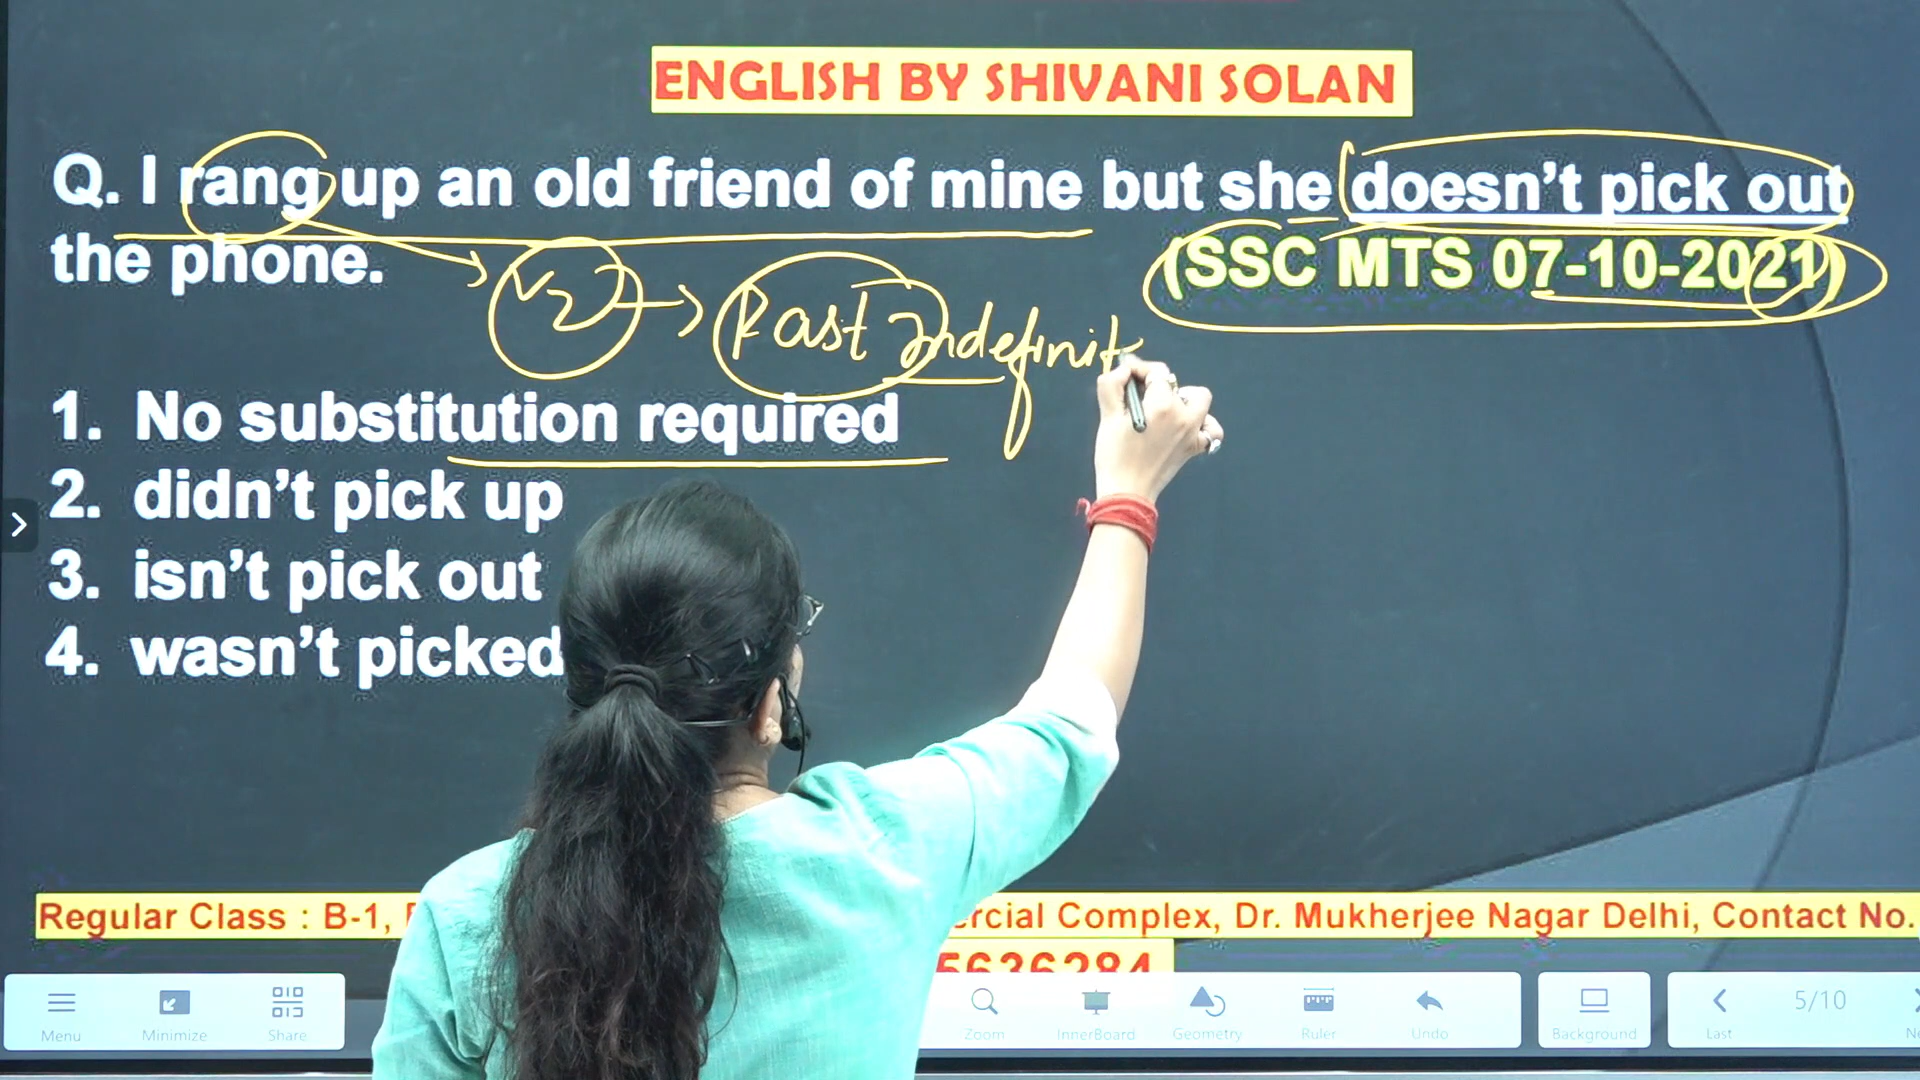 ENGLISH BY SHIVANI SOLAN
Q. I rang up an old friend of mine but she doesn't pick out
the phone. (SSC MTS 07-10-2021)
V2 → Past Indefinit
1. No substitution required
2. didn't pick up
3. isn't pick out
4. wasn't picked
Regular Class : B-1, Complex, Dr. Mukherjee Nagar Delhi, Contact No.
5636284
Menu Minimize Share Zoom InnerBoard Geometry Ruler Undo Background Last 5/10